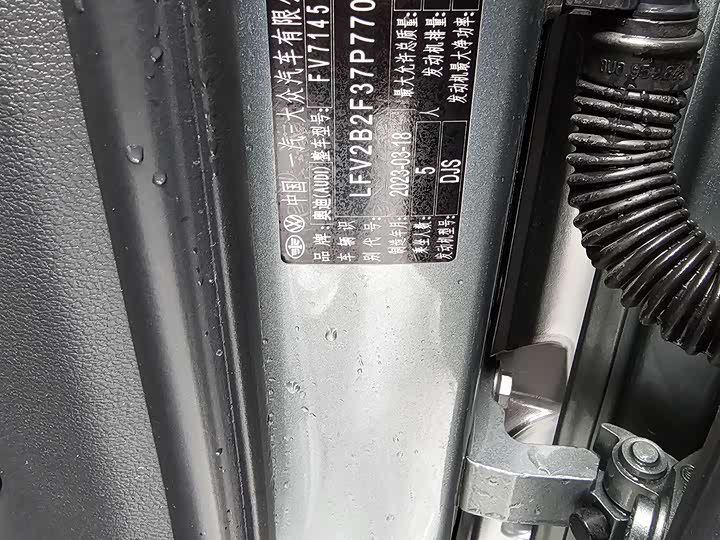 中国一汽大众汽车有限公
品牌:奥迪(AUDI) 整车型号: FV7145
车辆识别代号: LFV2B2F37P770
制造年月: 2023-03-18 最大允许总质量:
乘坐人数: 5 人 发动机排量:
发动机型号: DJS 发动机最大净功率: